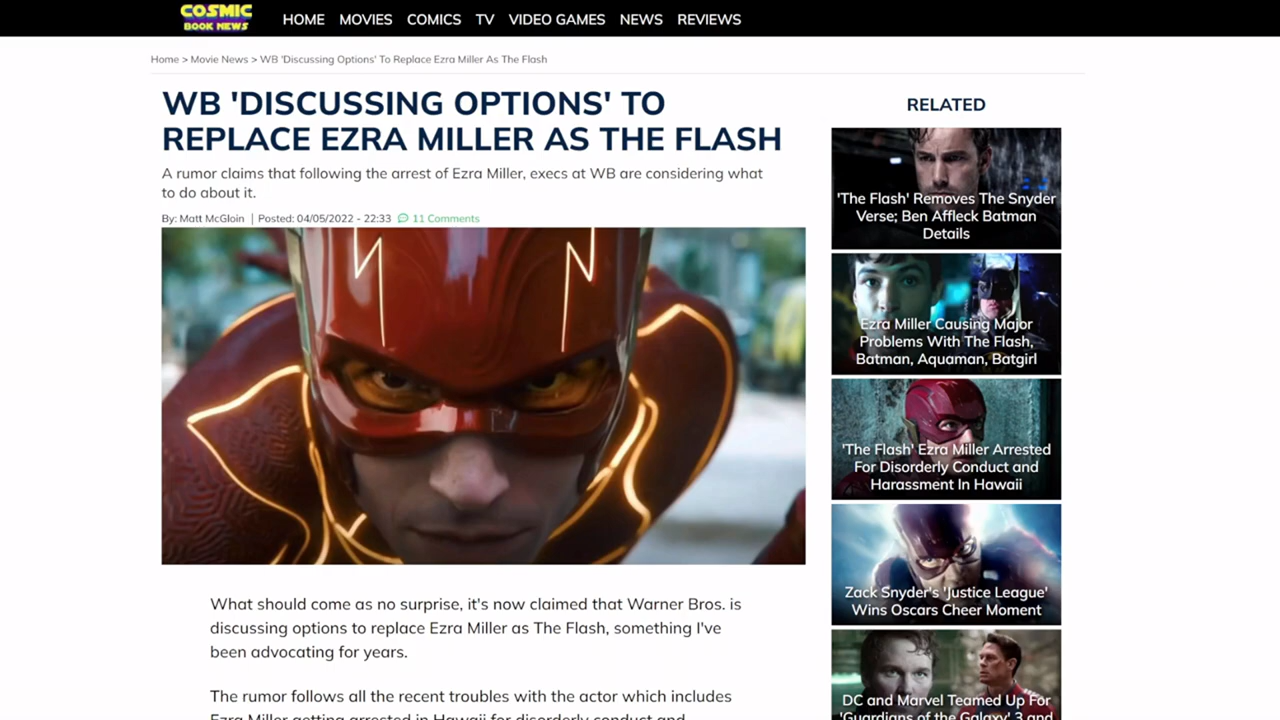 COSMIC
BOOK NEWS
HOME MOVIES COMICS TV VIDEO GAMES NEWS REVIEWS
Home > Movie News > WB 'Discussing Options' To Replace Ezra Miller As The Flash
WB 'DISCUSSING OPTIONS' TO
REPLACE EZRA MILLER AS THE FLASH
A rumor claims that following the arrest of Ezra Miller, execs at WB are considering what
to do about it.
By: Matt McGloin | Posted: 04/05/2022 - 22:33 11 Comments
What should come as no surprise, it's now claimed that Warner Bros. is
discussing options to replace Ezra Miller as The Flash, something I've
been advocating for years.
The rumor follows all the recent troubles with the actor which includes
Ezra Miller getting arrested in Hawaii for disorderly conduct and
RELATED
'The Flash' Removes The Snyder
Verse; Ben Affleck Batman
Details
Ezra Miller Causing Major
Problems With The Flash,
Batman, Aquaman, Batgirl
'The Flash' Ezra Miller Arrested
For Disorderly Conduct and
Harassment In Hawaii
Zack Snyder's 'Justice League'
Wins Oscars Cheer Moment
DC and Marvel Teamed Up For
'Guardians of the Galaxy' 3 and